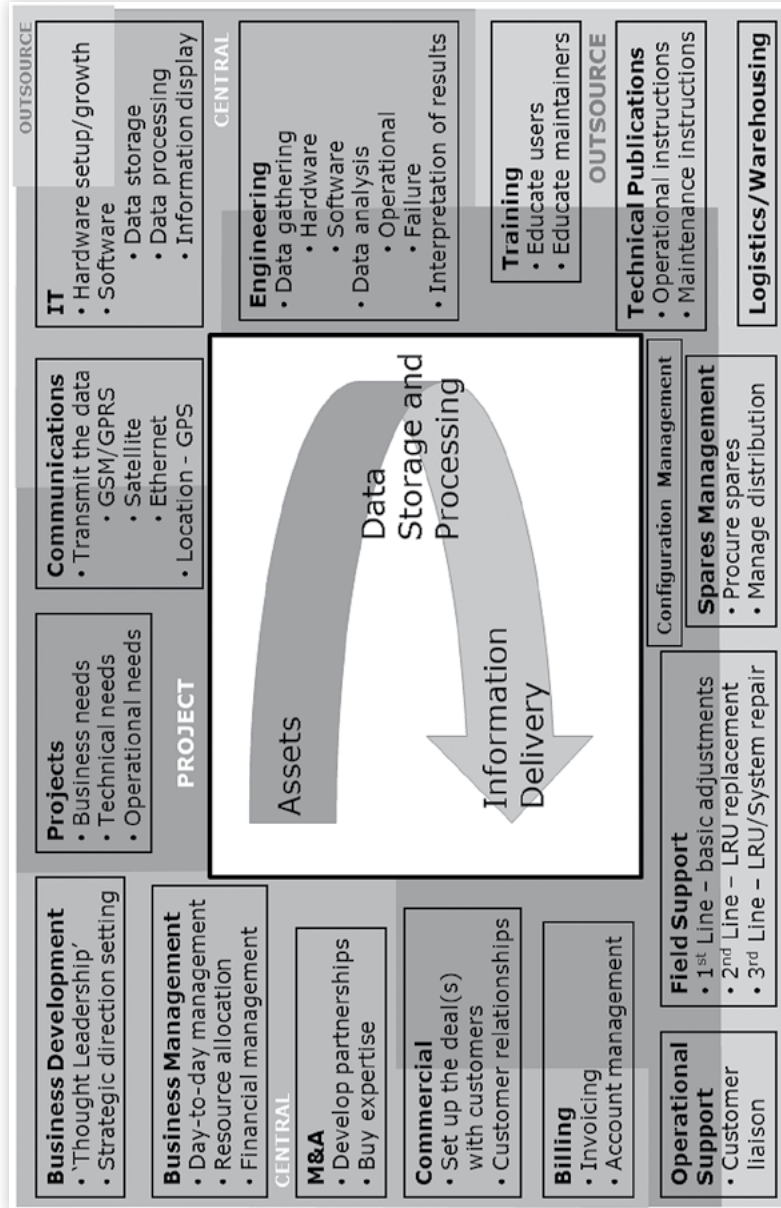 Business Development
• ‘Thought Leadership’
• Strategic direction setting
Projects
• Business needs
• Technical needs
• Operational needs
Communications
• Transmit the data
• GSM/GPRS
• Satellite
• Ethernet
• Location - GPS
OUTSOURCE
IT
• Hardware setup/growth
• Software
• Data storage
• Data processing
• Information display
Business Management
• Day-to-day management
• Resource allocation
• Financial management
PROJECT
CENTRAL
CENTRAL
M&A
• Develop partnerships
• Buy expertise
Assets
Data
Storage and
Processing
Information
Delivery
Engineering
• Data gathering
• Hardware
• Software
• Data analysis
• Operational
• Failure
• Interpretation of results
Commercial
• Set up the deal(s)
with customers
• Customer relationships
Training
• Educate users
• Educate maintainers
OUTSOURCE
Billing
• Invoicing
• Account management
Configuration Management
Technical Publications
• Operational instructions
• Maintenance instructions
Operational
Support
• Customer
liaison
Field Support
• 1st Line – basic adjustments
• 2nd Line – LRU replacement
• 3rd Line – LRU/System repair
Spares Management
• Procure spares
• Manage distribution
Logistics/Warehousing